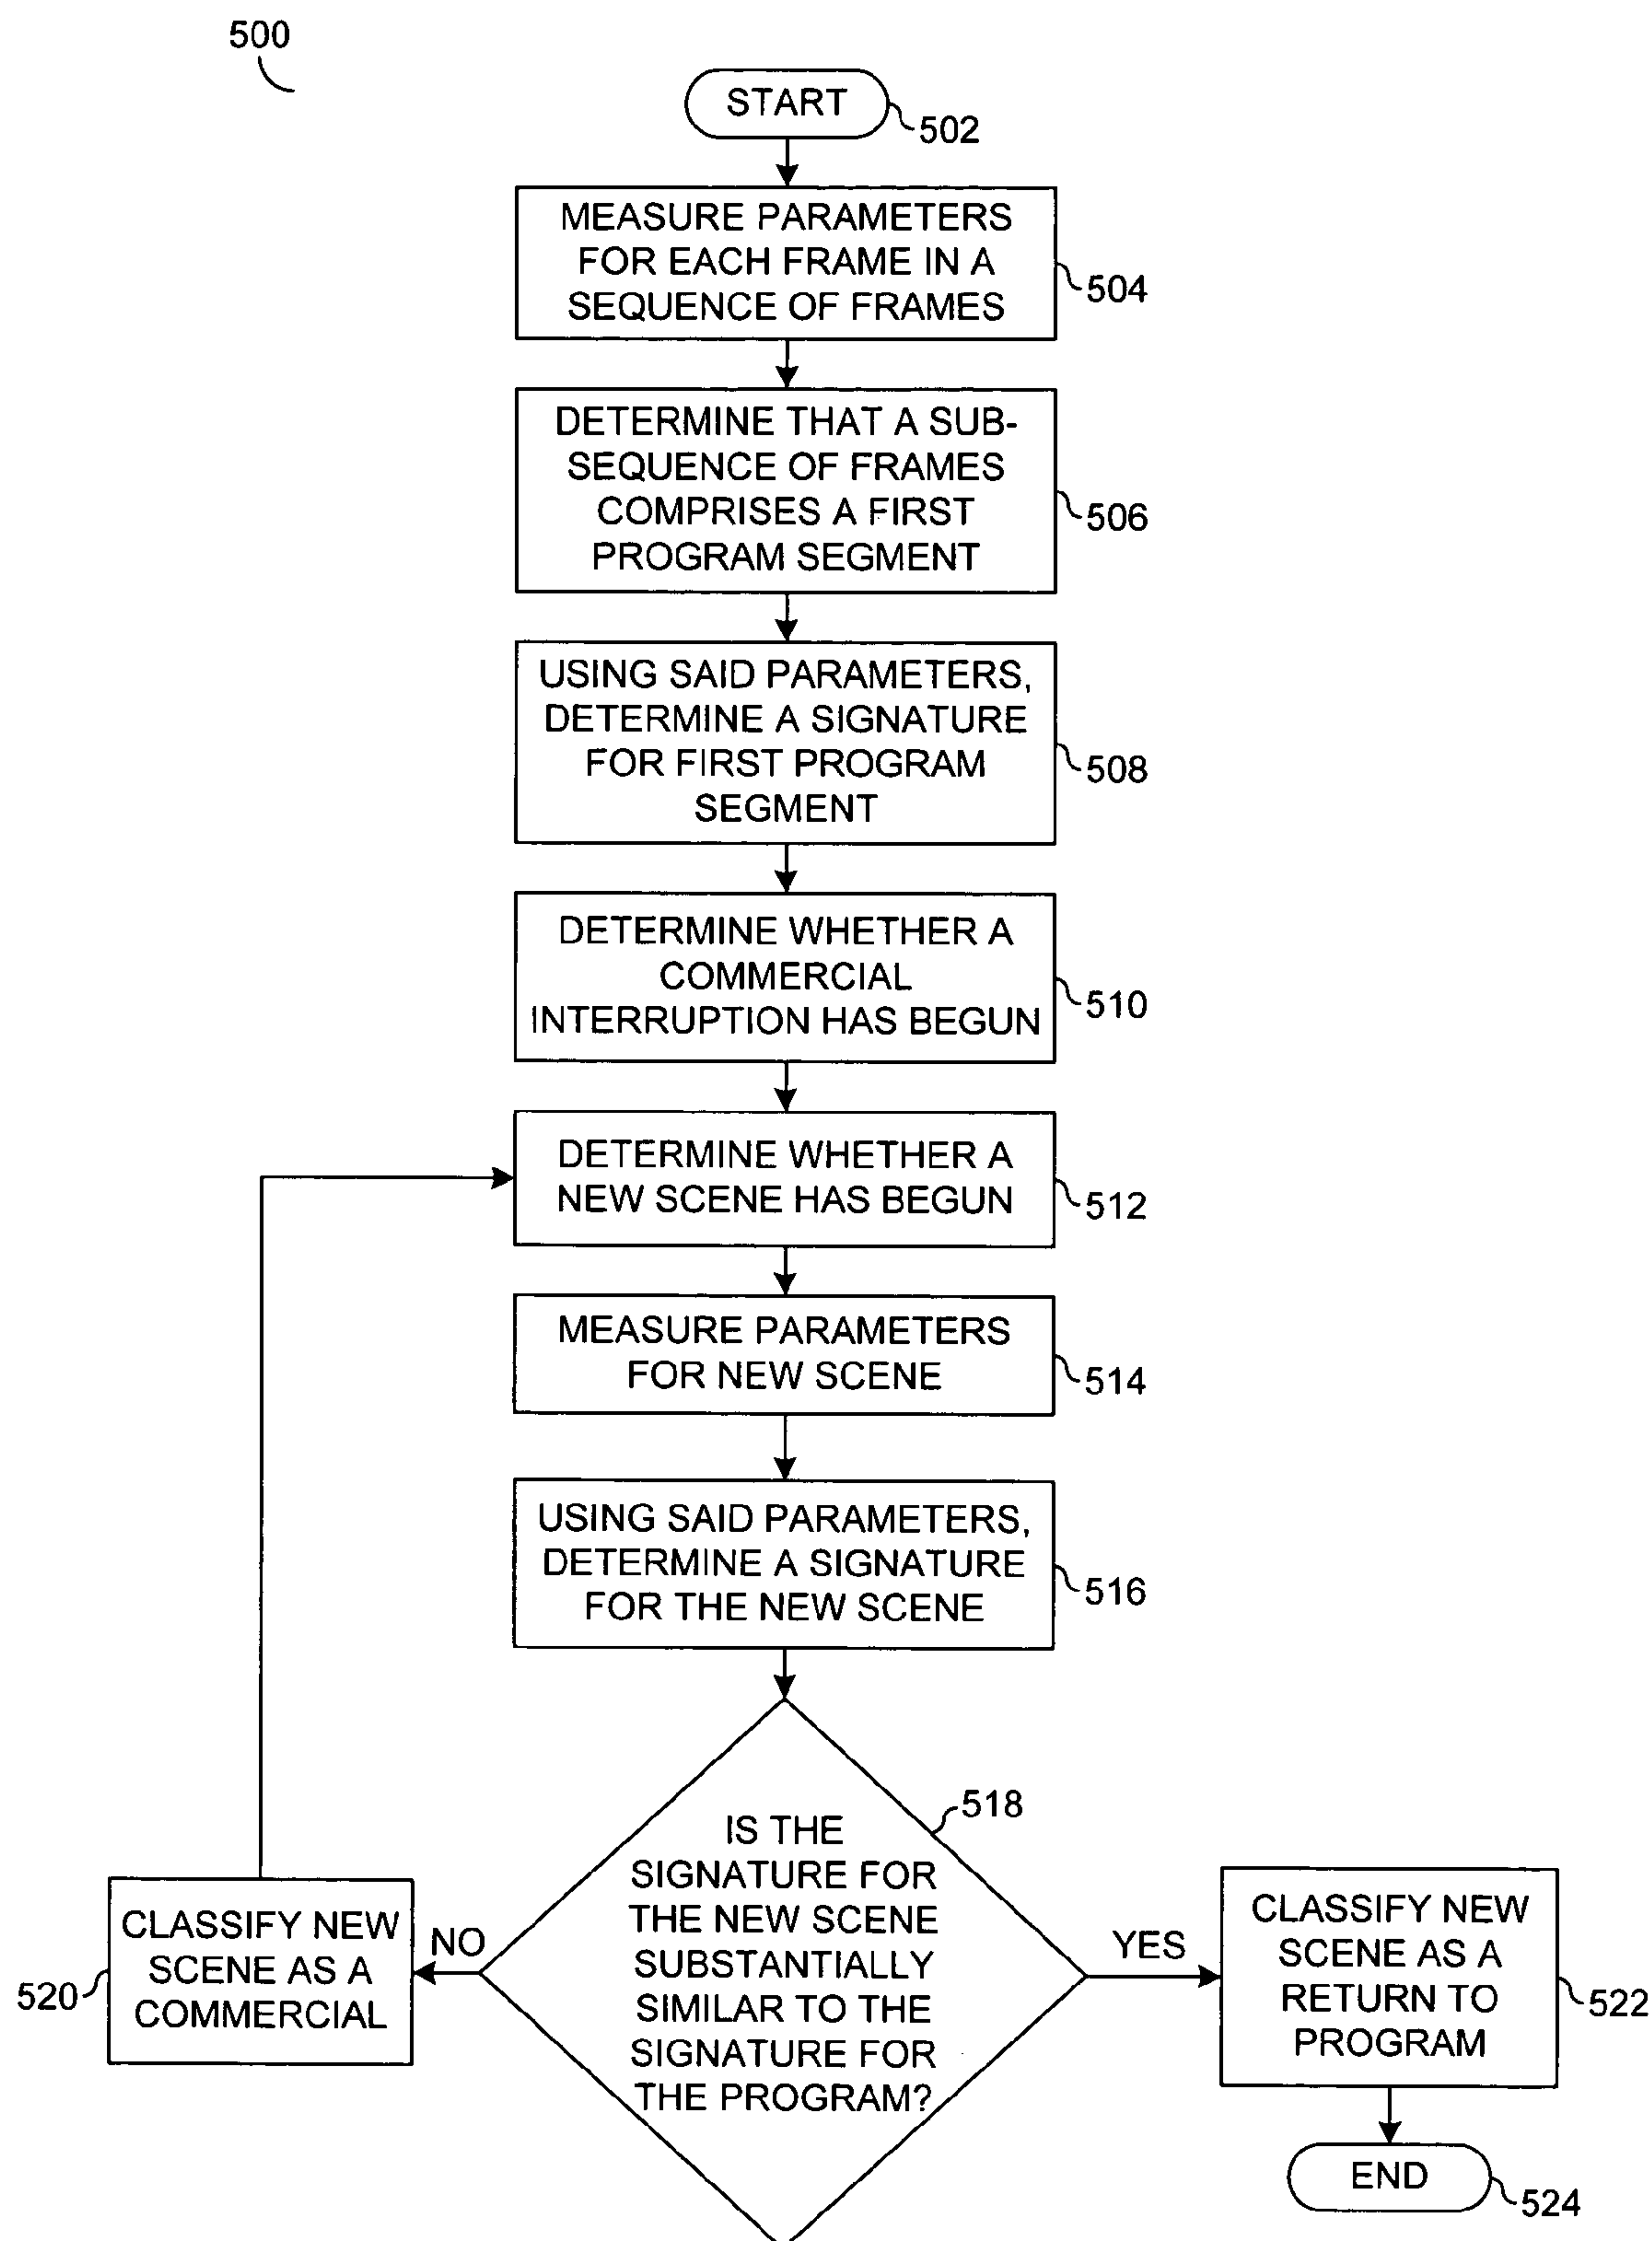 500
START
502
MEASURE PARAMETERS
FOR EACH FRAME IN A
SEQUENCE OF FRAMES
504
DETERMINE THAT A SUB-
SEQUENCE OF FRAMES
COMPRISES A FIRST
PROGRAM SEGMENT
506
USING SAID PARAMETERS,
DETERMINE A SIGNATURE
FOR FIRST PROGRAM
SEGMENT
508
DETERMINE WHETHER A
COMMERCIAL
INTERRUPTION HAS BEGUN
510
DETERMINE WHETHER A
NEW SCENE HAS BEGUN
512
MEASURE PARAMETERS
FOR NEW SCENE
514
USING SAID PARAMETERS,
DETERMINE A SIGNATURE
FOR THE NEW SCENE
516
IS THE
SIGNATURE FOR
THE NEW SCENE
SUBSTANTIALLY
SIMILAR TO THE
SIGNATURE FOR
THE PROGRAM?
518
NO
CLASSIFY NEW
SCENE AS A
COMMERCIAL
520
YES
CLASSIFY NEW
SCENE AS A
RETURN TO
PROGRAM
522
END
524